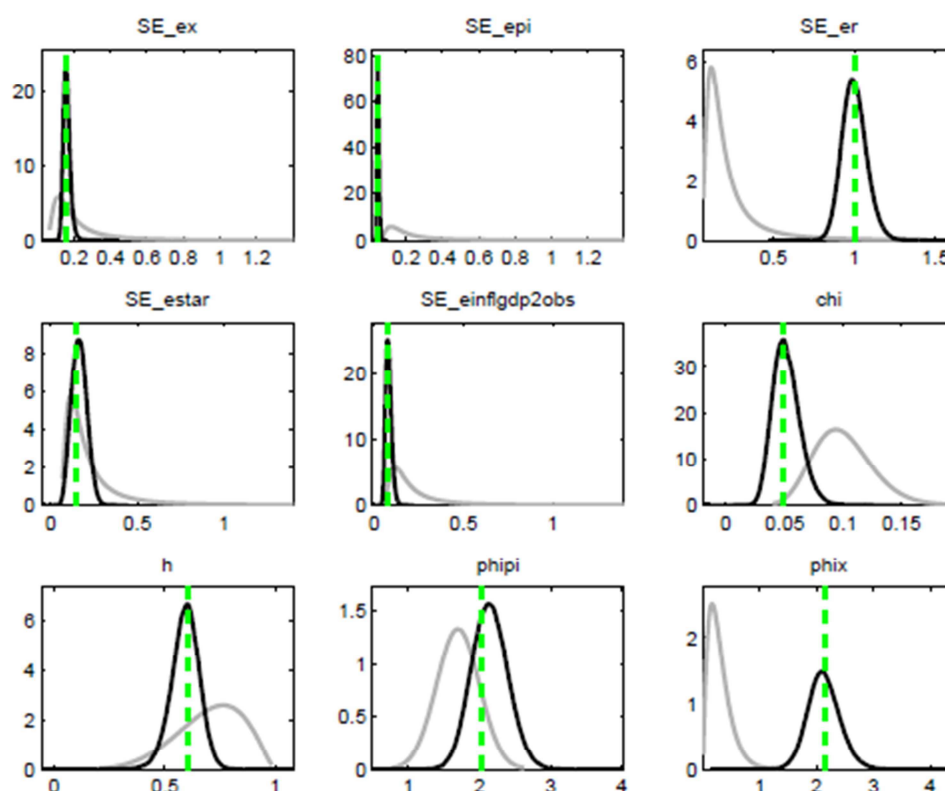 SE_ex SE_epi SE_er
20 10 0 0.2 0.4 0.6 0.8 1 1.2
80 60 40 20 0 0.2 0.4 0.6 0.8 1 1.2
6 4 2 0 0.5 1 1.5
SE_estar SE_einflgdp2obs chi
8 6 4 2 0 0 0.5 1
20 10 0 0 0.5 1
30 20 10 0 0 0.05 0.1 0.15
h phipi phix
6 4 2 0 0 0.5 1
1.5 1 0.5 0 1 2 3 4
2 1 0 1 2 3 4